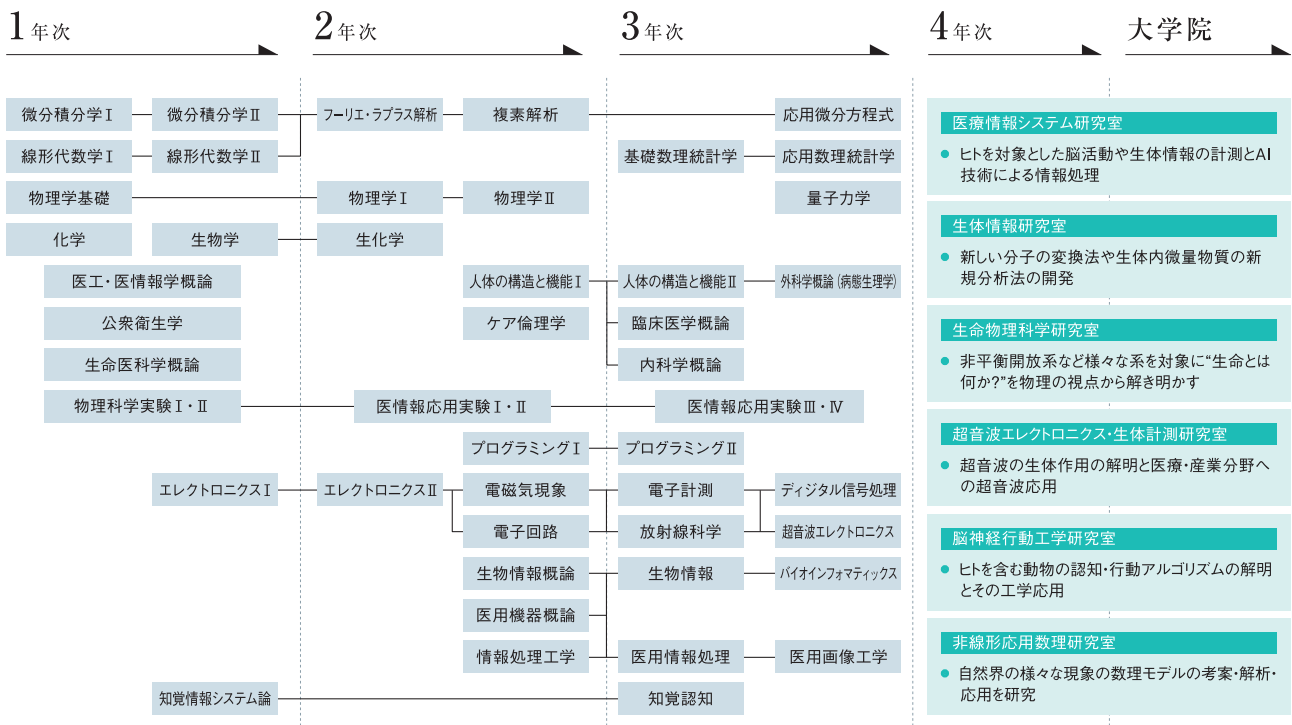 1年次 2年次 3年次 4年次 大学院
微分積分学Ⅰ 微分積分学Ⅱ フーリエ・ラプラス解析 複素解析 応用微分方程式
線形代数学Ⅰ 線形代数学Ⅱ 基礎数理統計学 応用数理統計学
物理学基礎 物理学Ⅰ 物理学Ⅱ 量子力学
化学 生物学 生化学
医工・医情報学概論 人体の構造と機能Ⅰ 人体の構造と機能Ⅱ 外科学概論(病態生理学)
公衆衛生学 ケア倫理学 臨床医学概論
生命医科学概論 内科学概論
物理科学実験Ⅰ・Ⅱ 医情報応用実験Ⅰ・Ⅱ 医情報応用実験Ⅲ・Ⅳ
プログラミングⅠ プログラミングⅡ
エレクトロニクスⅠ エレクトロニクスⅡ 電磁気現象 電子計測 ディジタル信号処理
電子回路 放射線科学 超音波エレクトロニクス
生物情報概論 生物情報 バイオインフォマティックス
医用機器概論
情報処理工学 医用情報処理 医用画像工学
知覚情報システム論 知覚認知
医療情報システム研究室
● ヒトを対象とした脳活動や生体情報の計測とAI
技術による情報処理
生体情報研究室
● 新しい分子の変換法や生体内微量物質の新
規分析法の開発
生命物理科学研究室
● 非平衡開放系など様々な系を対象に“生命とは
何か?”を物理の視点から解き明かす
超音波エレクトロニクス・生体計測研究室
● 超音波の生体作用の解明と医療・産業分野へ
の超音波応用
脳神経行動工学研究室
● ヒトを含む動物の認知・行動アルゴリズムの解明
とその工学応用
非線形応用数理研究室
● 自然界の様々な現象の数理モデルの考案・解析・
応用を研究